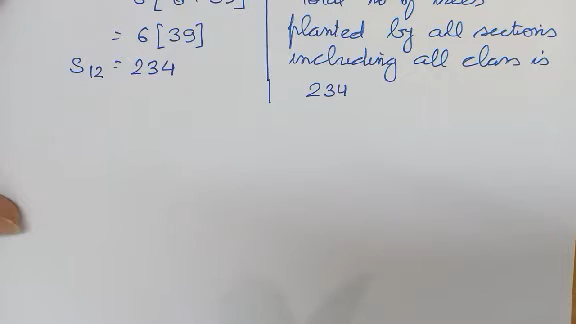 = 6 [39]
S12 = 234
planted by all sections
including all class is
234